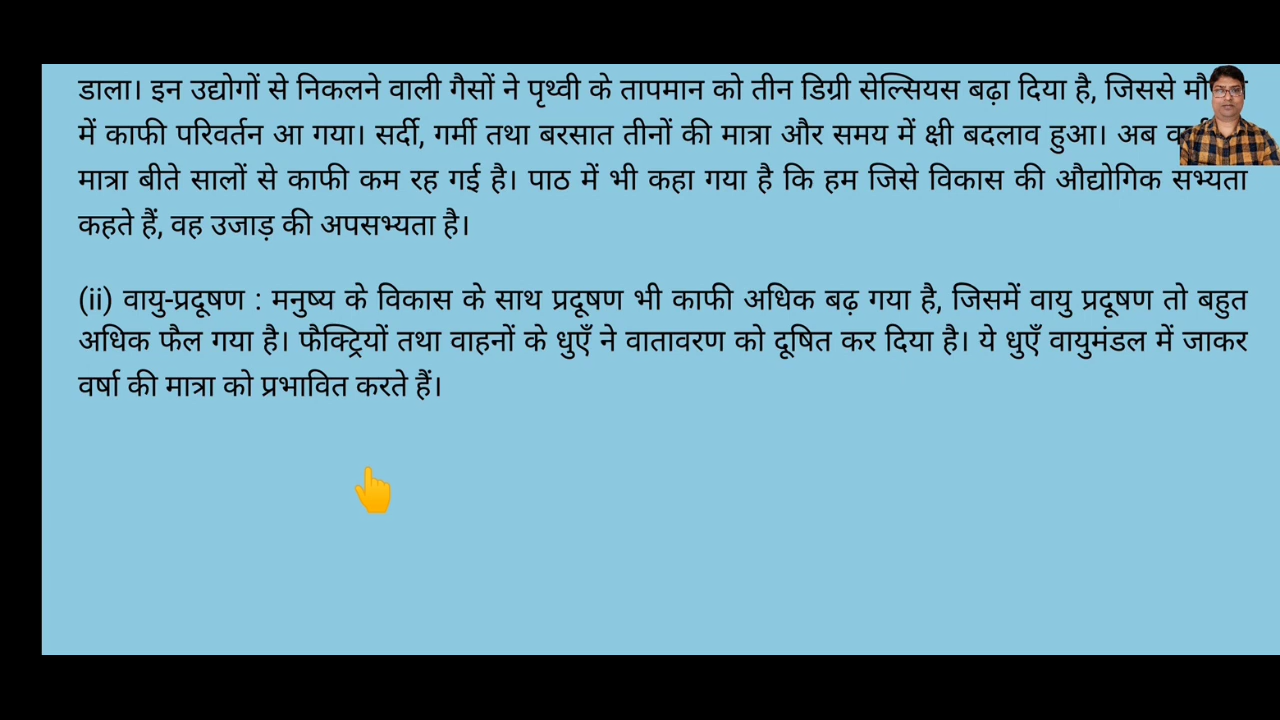 डाला। इन उद्योगों से निकलने वाली गैसों ने पृथ्वी के तापमान को तीन डिग्री सेल्सियस बढ़ा दिया है, जिससे
में काफी परिवर्तन आ गया। सर्दी, गर्मी तथा बरसात तीनों की मात्रा और समय में क्षी बदलाव हुआ। अब
मात्रा बीते सालों से काफी कम रह गई है। पाठ में भी कहा गया है कि हम जिसे विकास की औद्योगिक सभ्यता
कहते हैं, वह उजाड़ की अपसभ्यता है।
(ii) वायु-प्रदूषण : मनुष्य के विकास के साथ प्रदूषण भी काफी अधिक बढ़ गया है, जिसमें वायु प्रदूषण तो बहुत
अधिक फैल गया है। फैक्ट्रियों तथा वाहनों के धुएँ ने वातावरण को दूषित कर दिया है। ये धुएँ वायुमंडल में जाकर
वर्षा की मात्रा को प्रभावित करते हैं।